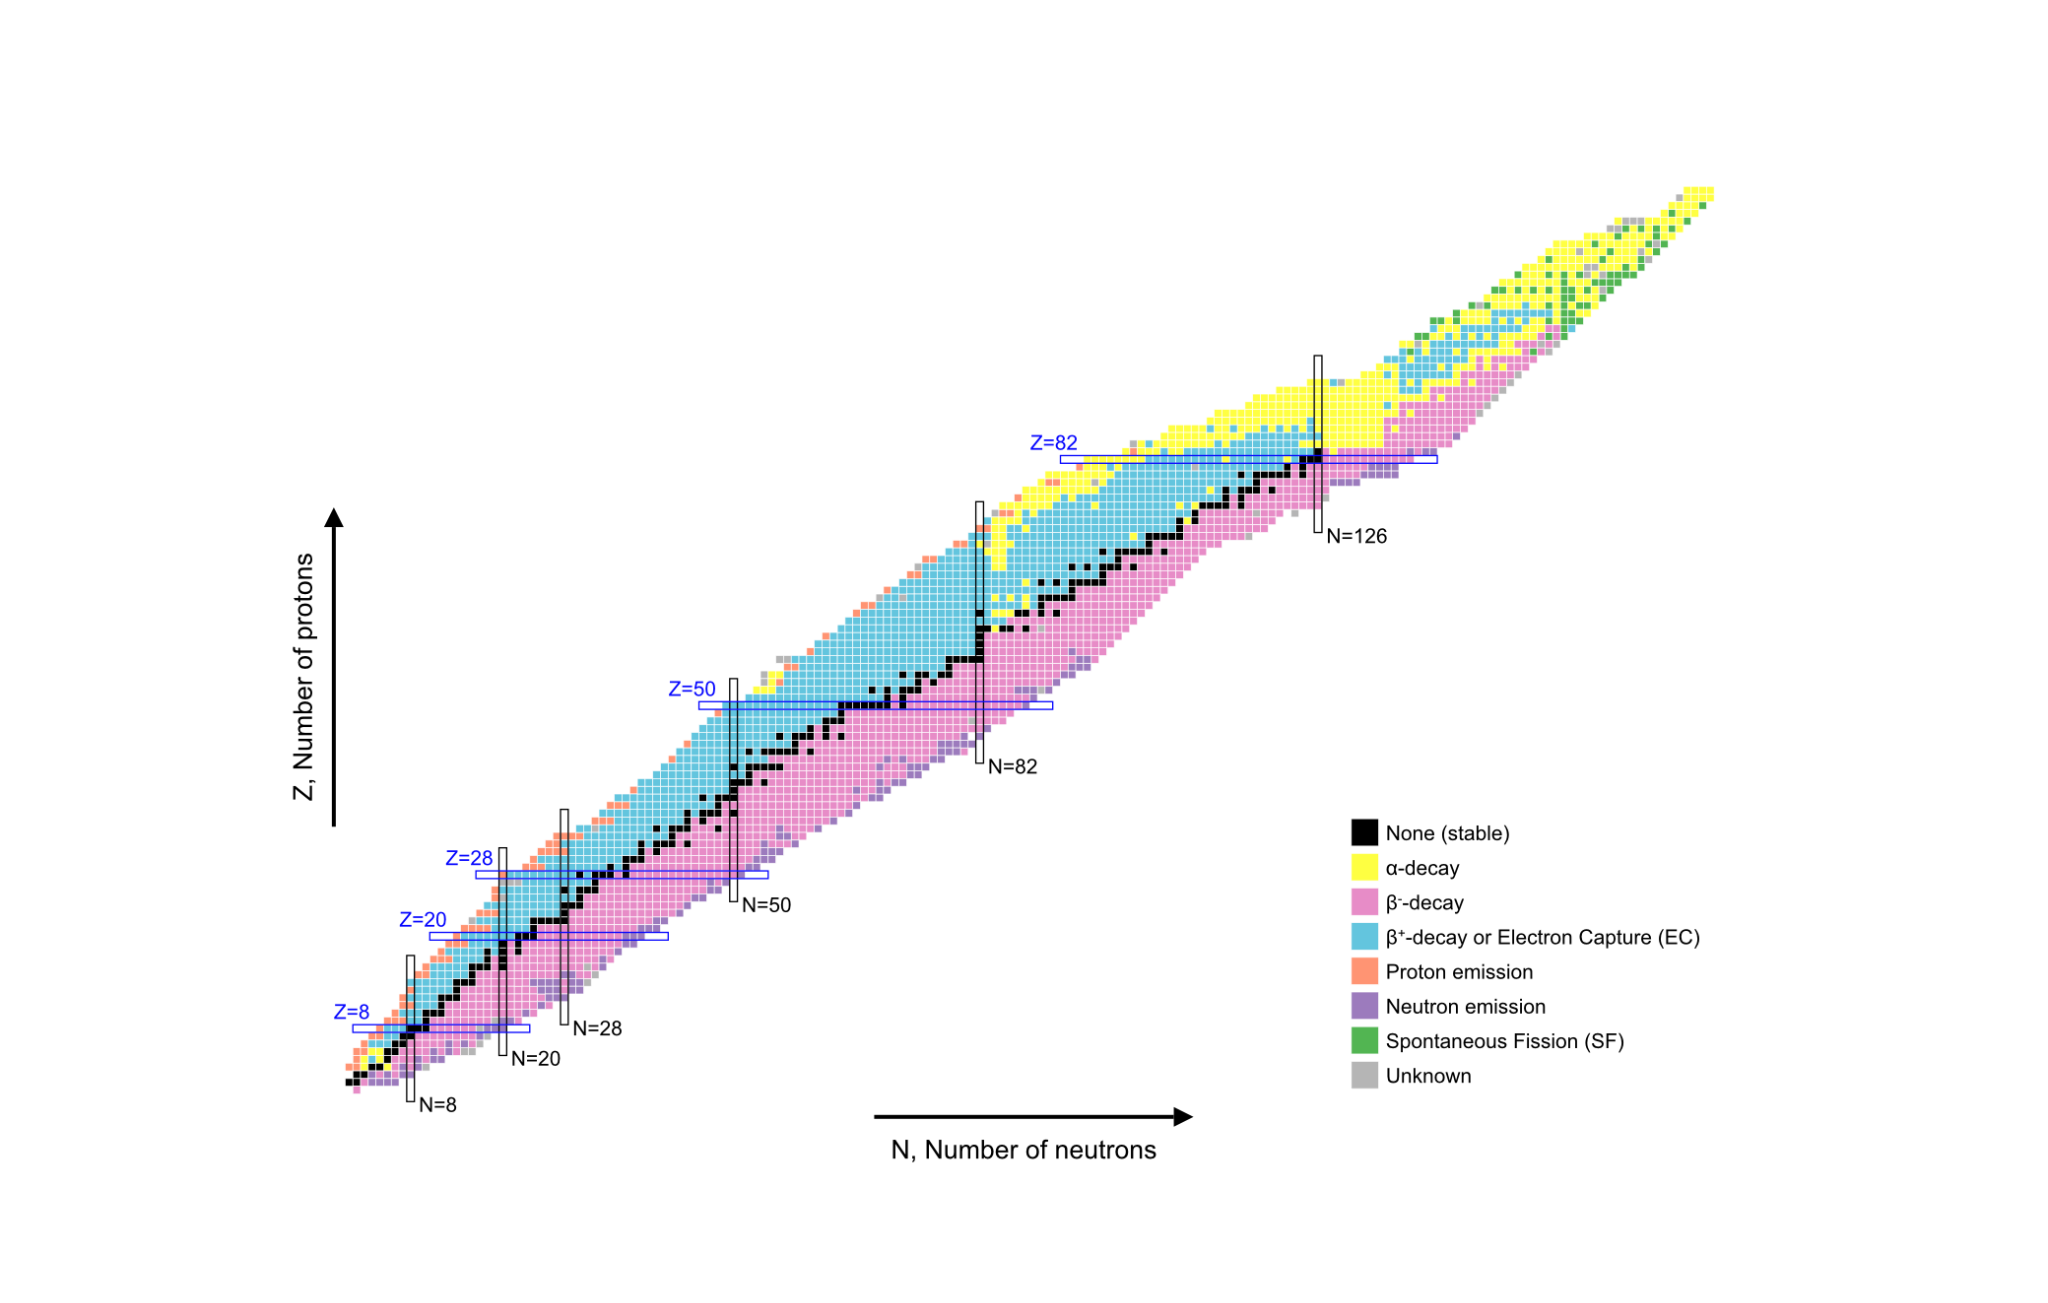 Z=82
N=126
Z=50
N=82
Z=28
N=50
Z=20
N=28
Z=8
N=20
N=8
Z, Number of protons
N, Number of neutrons
None (stable)
α-decay
β⁻-decay
β⁺-decay or Electron Capture (EC)
Proton emission
Neutron emission
Spontaneous Fission (SF)
Unknown